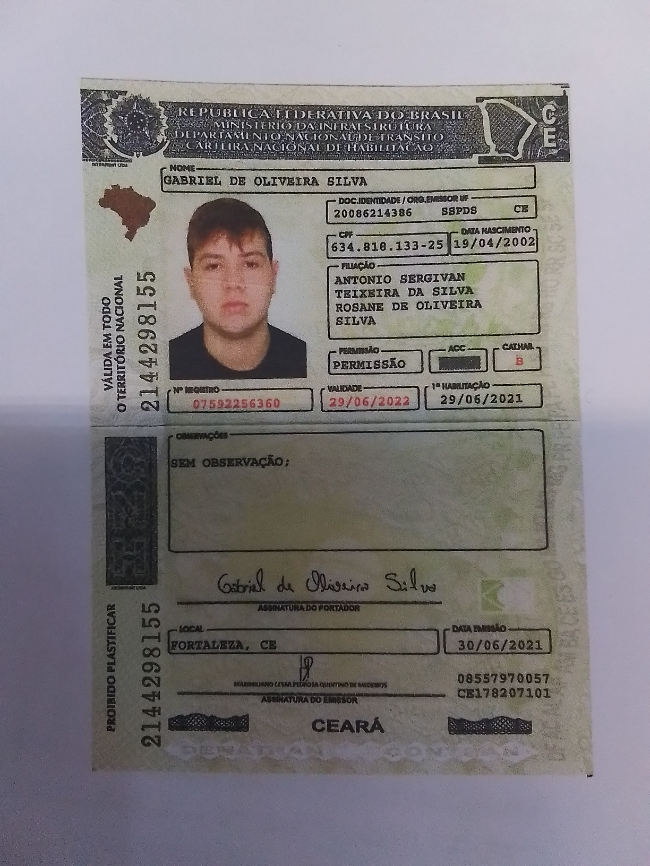 REPÚBLICA FEDERATIVA DO BRASIL
MINISTÉRIO DA INFRAESTRUTURA
DEPARTAMENTO NACIONAL DE TRÂNSITO
CARTEIRA NACIONAL DE HABILITAÇÃO
CE
NOME
GABRIEL DE OLIVEIRA SILVA
DOC.IDENTIDADE / ORG.EMISSOR UF
20086214386 SSPDS CE
CPF
634.818.133-25
DATA NASCIMENTO
19/04/2002
FILIAÇÃO
ANTONIO SERGIVAN
TEIXEIRA DA SILVA
ROSANE DE OLIVEIRA
SILVA
PERMISSÃO
PERMISSÃO
ACC
CAT.HAB.
B
Nº REGISTRO
07592256360
VALIDADE
29/06/2022
1ª HABILITAÇÃO
29/06/2021
VÁLIDA EM TODO
O TERRITÓRIO NACIONAL
2144298155
OBSERVAÇÕES
SEM OBSERVAÇÃO;
Gabriel de Oliveira Silva
ASSINATURA DO PORTADOR
LOCAL
FORTALEZA, CE
DATA EMISSÃO
30/06/2021
ASSINATURA DO EMISSOR
08557970057
CE178207101
PROIBIDO PLASTIFICAR
2144298155
CEARÁ
DENATRAN CONTRAN